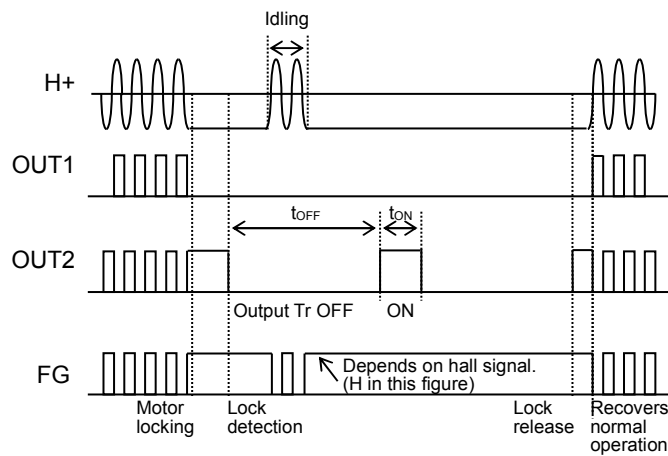 Idling
H+
OUT1
tOFF
tON
OUT2
Output Tr OFF
ON
Depends on hall signal.
(H in this figure)
FG
Motor
locking
Lock
detection
Lock
release
Recovers
normal
operation